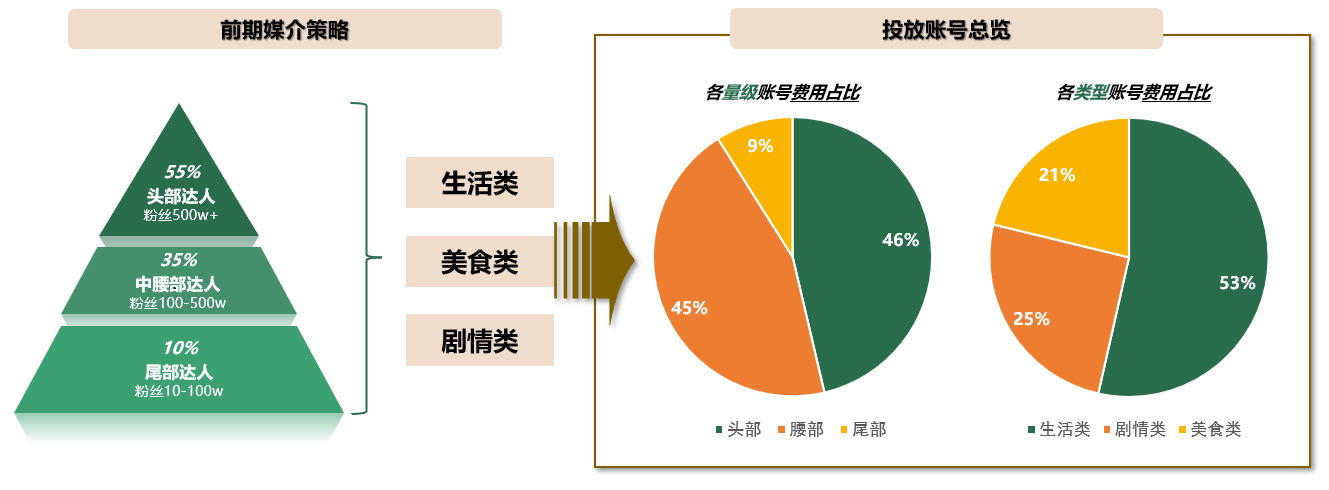 前期媒介策略
55%
头部达人
粉丝500w+
35%
中腰部达人
粉丝100-500w
10%
尾部达人
粉丝10-100w
生活类
美食类
剧情类
投放账号总览
各量级账号费用占比
9%
46%
45%
头部 腰部 尾部
各类型账号费用占比
21%
53%
25%
生活类 剧情类 美食类